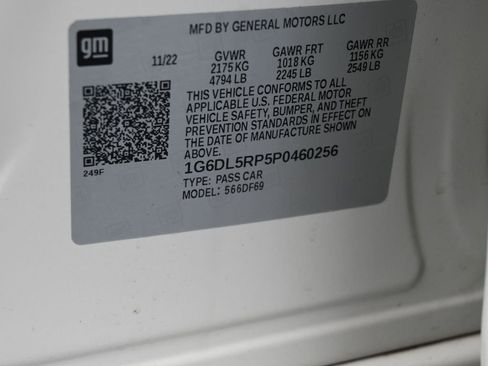 MFD BY GENERAL MOTORS LLC
gm
11/22
GVWR GAWR FRT GAWR RR
2175 KG 1018 KG 1156 KG
4794 LB 2245 LB 2549 LB
THIS VEHICLE CONFORMS TO ALL
APPLICABLE U.S. FEDERAL MOTOR
VEHICLE SAFETY, BUMPER, AND THEFT
PREVENTION STANDARDS IN EFFECT ON
THE DATE OF MANUFACTURE SHOWN
ABOVE.
249F
1G6DL5RP5P0460256
TYPE: PASS CAR
MODEL: 566DF69